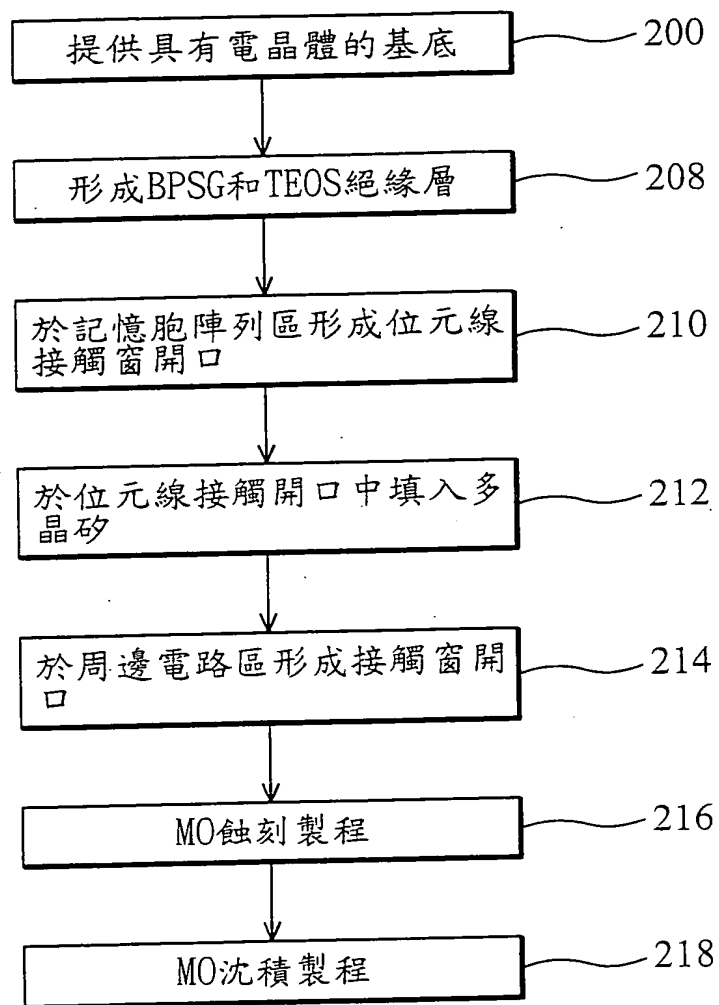 提供具有電晶體的基底
200
形成BPSG和TEOS絕緣層
208
於記憶胞陣列區形成位元線
接觸窗開口
210
於位元線接觸開口中填入多
晶矽
212
於周邊電路區形成接觸窗開
口
214
MO蝕刻製程
216
MO沈積製程
218